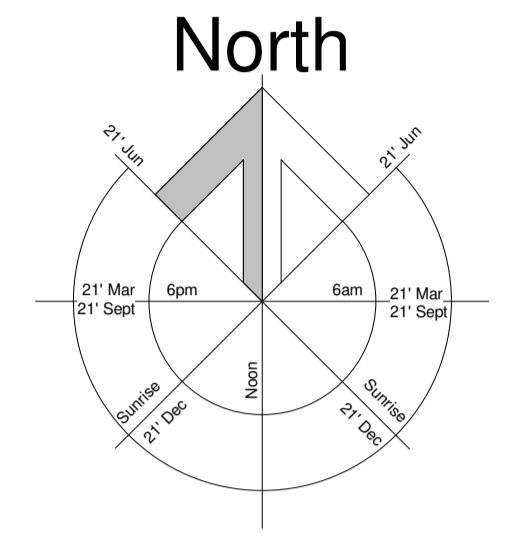 North
21' Jun
21' Jun
21' Mar
21' Sept
6pm
6am
21' Mar
21' Sept
Noon
Sunrise
21' Dec
Sunrise
21' Dec